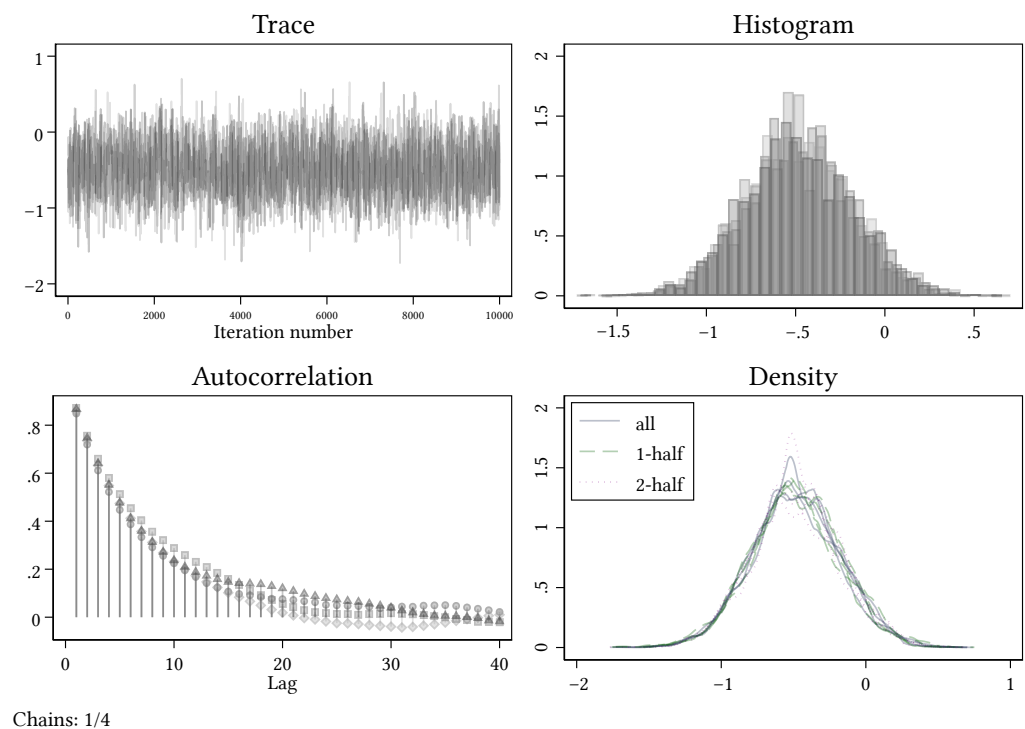 Trace
1
0
−1
−2
0 2000 4000 6000 8000 10000
Iteration number
Histogram
2
1.5
1
.5
0
−1.5 −1 −.5 0 .5
Autocorrelation
.8
.6
.4
.2
0
0 10 20 30 40
Lag
Density
2
1.5
1
.5
0
all
1-half
2-half
−2 −1 0 1
Chains: 1/4